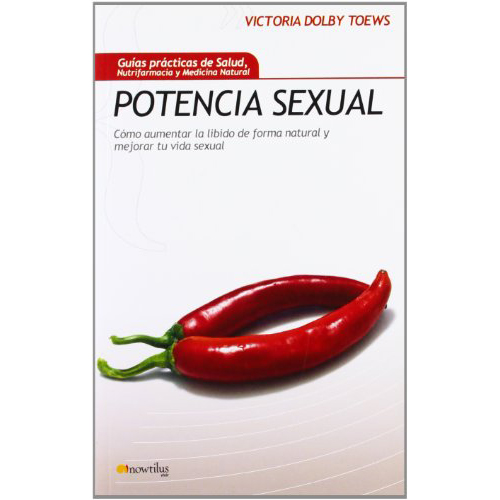 VICTORIA DOLBY TOEWS
Guías prácticas de Salud,
Nutrifarmacia y Medicina Natural
POTENCIA SEXUAL
Cómo aumentar la libido de forma natural y
mejorar tu vida sexual
nowtilus